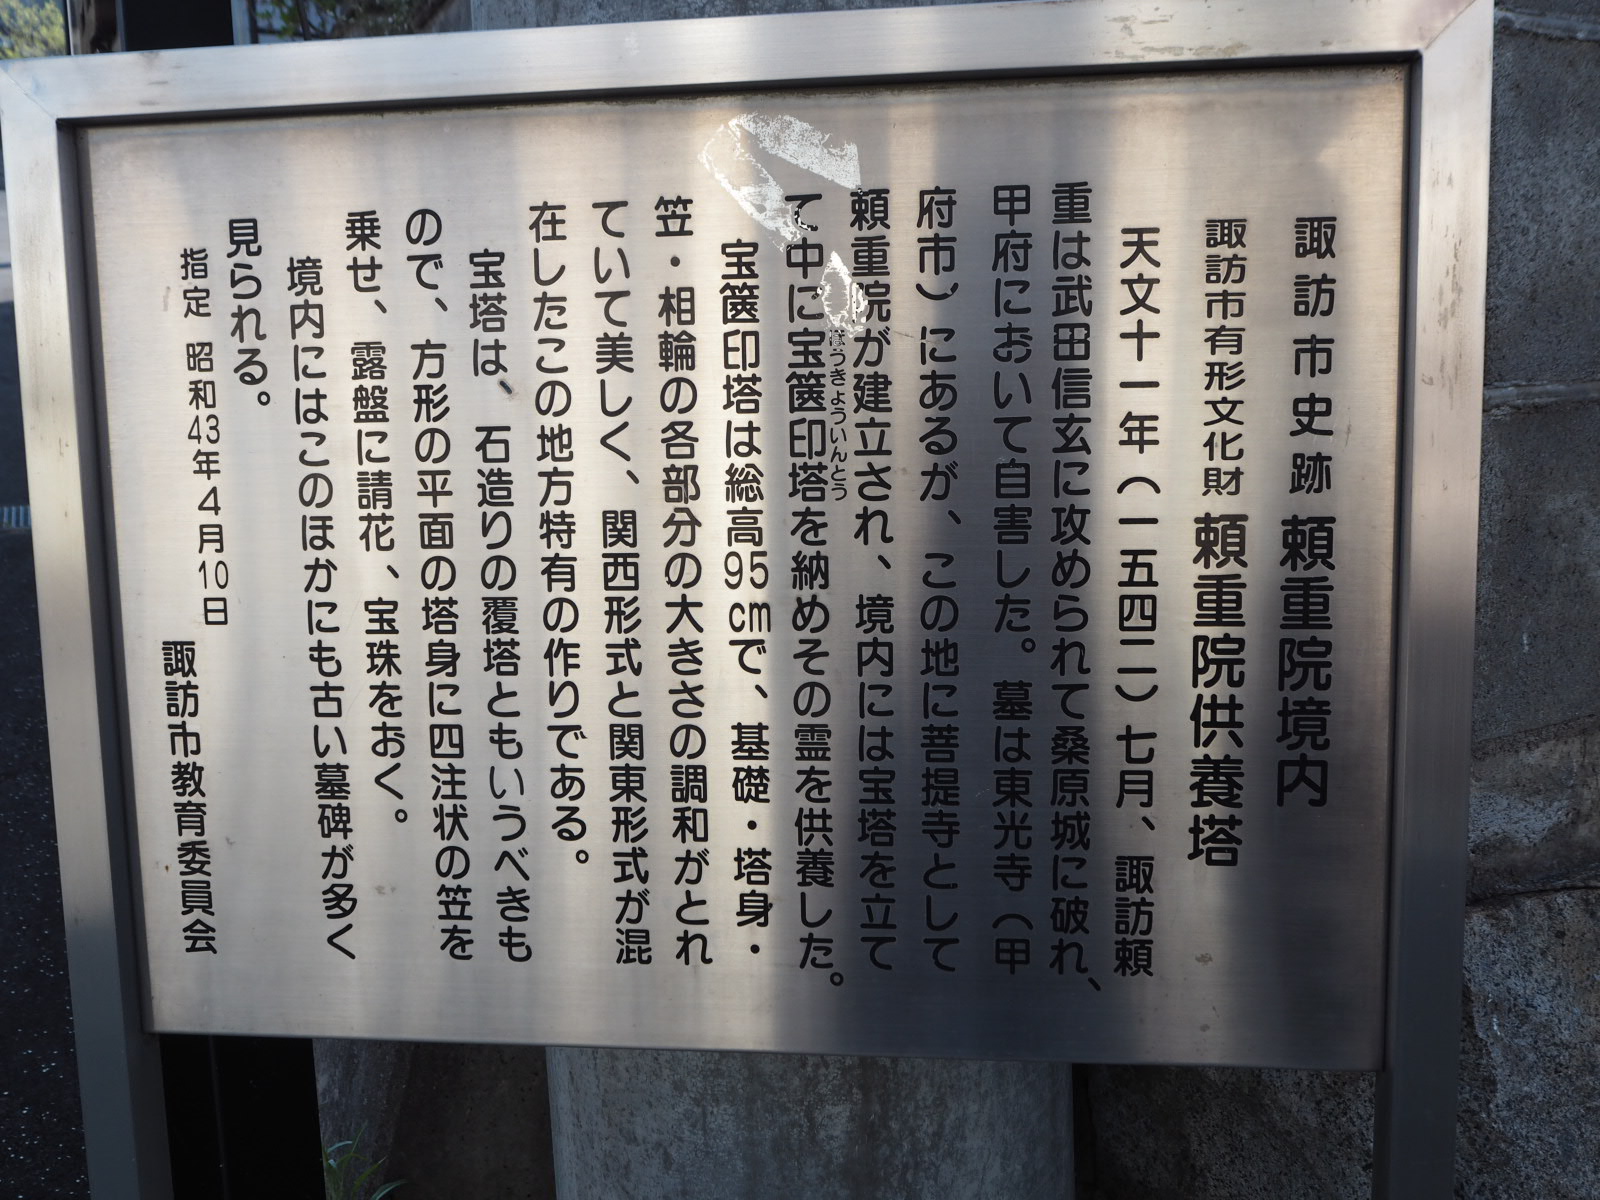 諏訪市史跡 頼重院境内
諏訪市有形文化財 頼重院供養塔
天文十一年（一五四二）七月、諏訪頼
重は武田信玄に攻められて桑原城に破れ、
甲府において自害した。墓は東光寺（甲
府市）にあるが、この地に菩提寺として
頼重院が建立され、境内には宝塔を立て
て中に宝篋印塔を納めその霊を供養した。
ほうきょういんとう
宝篋印塔は総高95cmで、基礎・塔身・
笠・相輪の各部分の大きさの調和がとれ
ていて美しく、関西形式と関東形式が混
在したこの地方特有の作りである。
宝塔は、石造りの覆塔ともいうべきも
ので、方形の平面の塔身に四注状の笠を
乗せ、露盤に請花、宝珠をおく。
境内にはこのほかにも古い墓碑が多く
見られる。
指定 昭和43年4月10日
諏訪市教育委員会